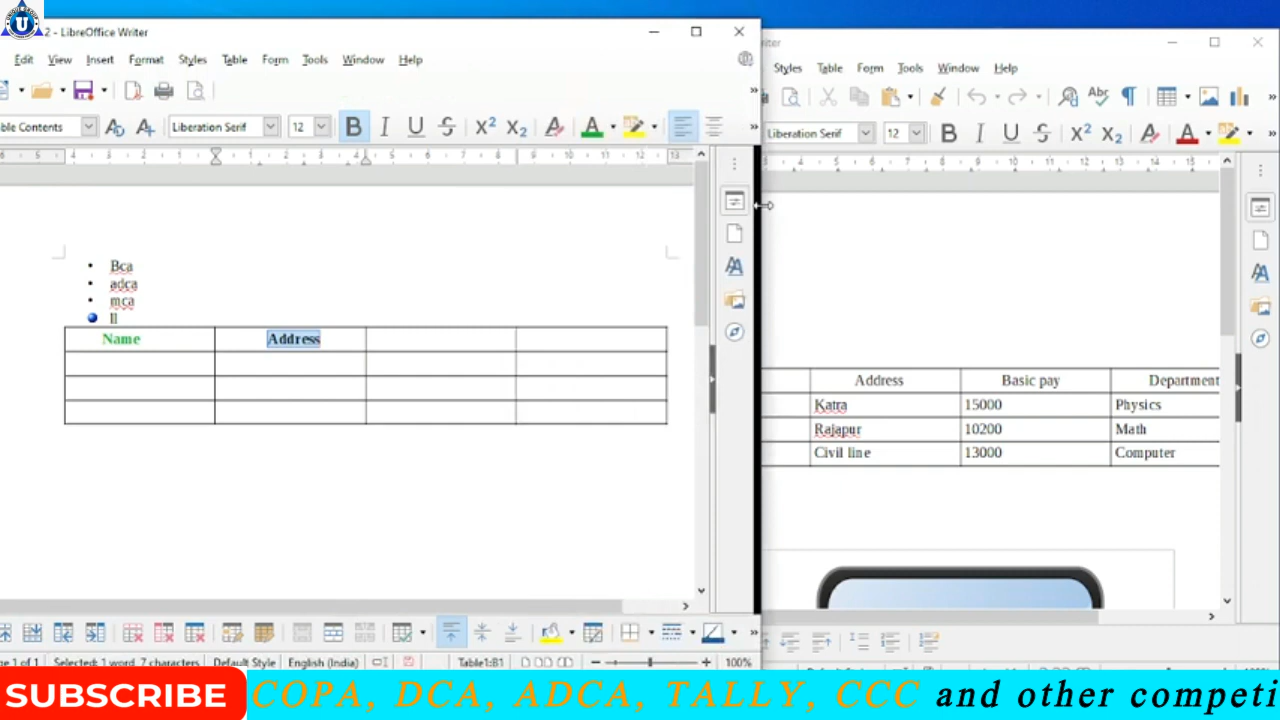 2 - LibreOffice Writer
Edit View Insert Format Styles Table Form Tools Window Help
Liberation Serif 12
Bca
adca
mca
ll
Name Address
Selected: 1 word, 7 characters Default Style English (India) Table1:B1 100%
Styles Table Form Tools Window Help
Liberation Serif 12
Address Basic pay Department
Katra 15000 Physics
Rajapur 10200 Math
Civil line 13000 Computer
SUBSCRIBE COPA, DCA, ADCA, TALLY, CCC and other competi